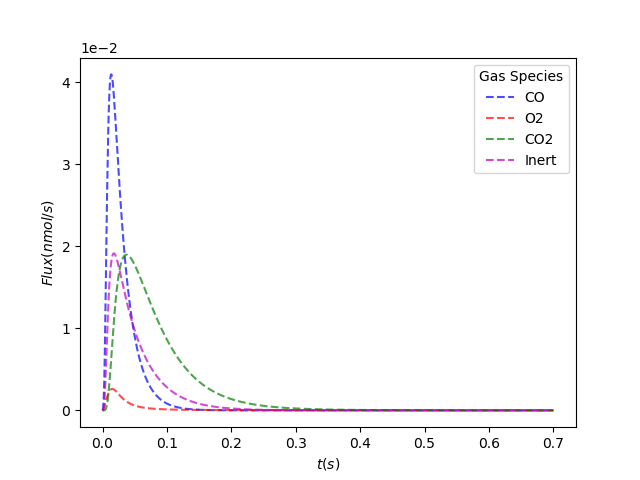 1e−2
4
3
2
1
0
Flux(nmol/s)
0.0 0.1 0.2 0.3 0.4 0.5 0.6 0.7
t(s)
Gas Species
CO
O2
CO2
Inert